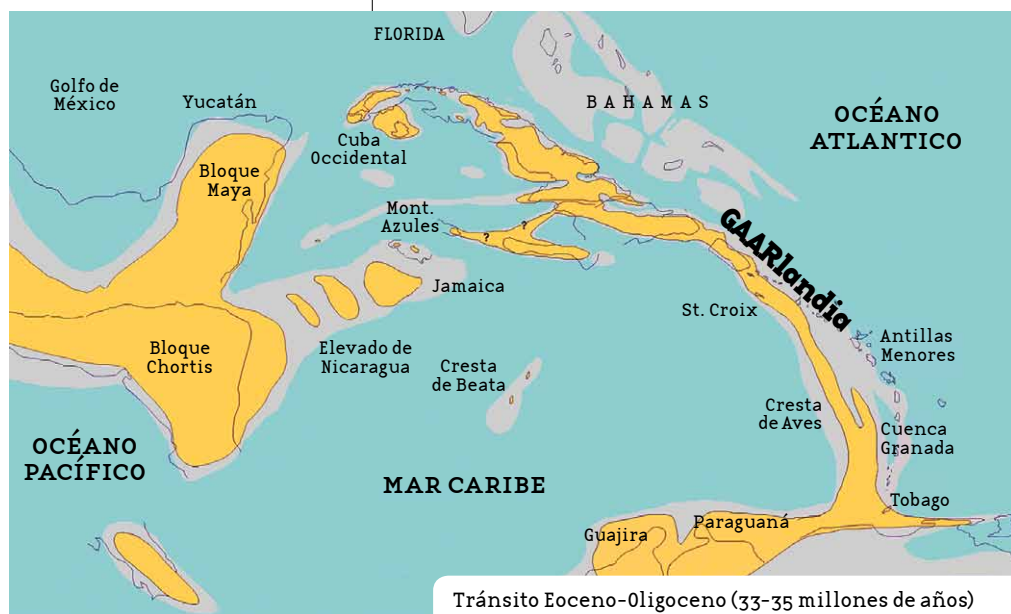 FLORIDA
Golfo de
México
Yucatán
BAHAMAS
OCÉANO
ATLANTICO
Cuba
Occidental
Bloque
Maya
Mont.
Azules
?
?
GAARlandia
Jamaica
St. Croix
Antillas
Menores
Bloque
Chortis
Elevado de
Nicaragua
Cresta
de Beata
Cresta
de Aves
Cuenca
Granada
OCÉANO
PACÍFICO
MAR CARIBE
Tobago
Guajira
Paraguaná
Tránsito Eoceno-Oligoceno (33-35 millones de años)